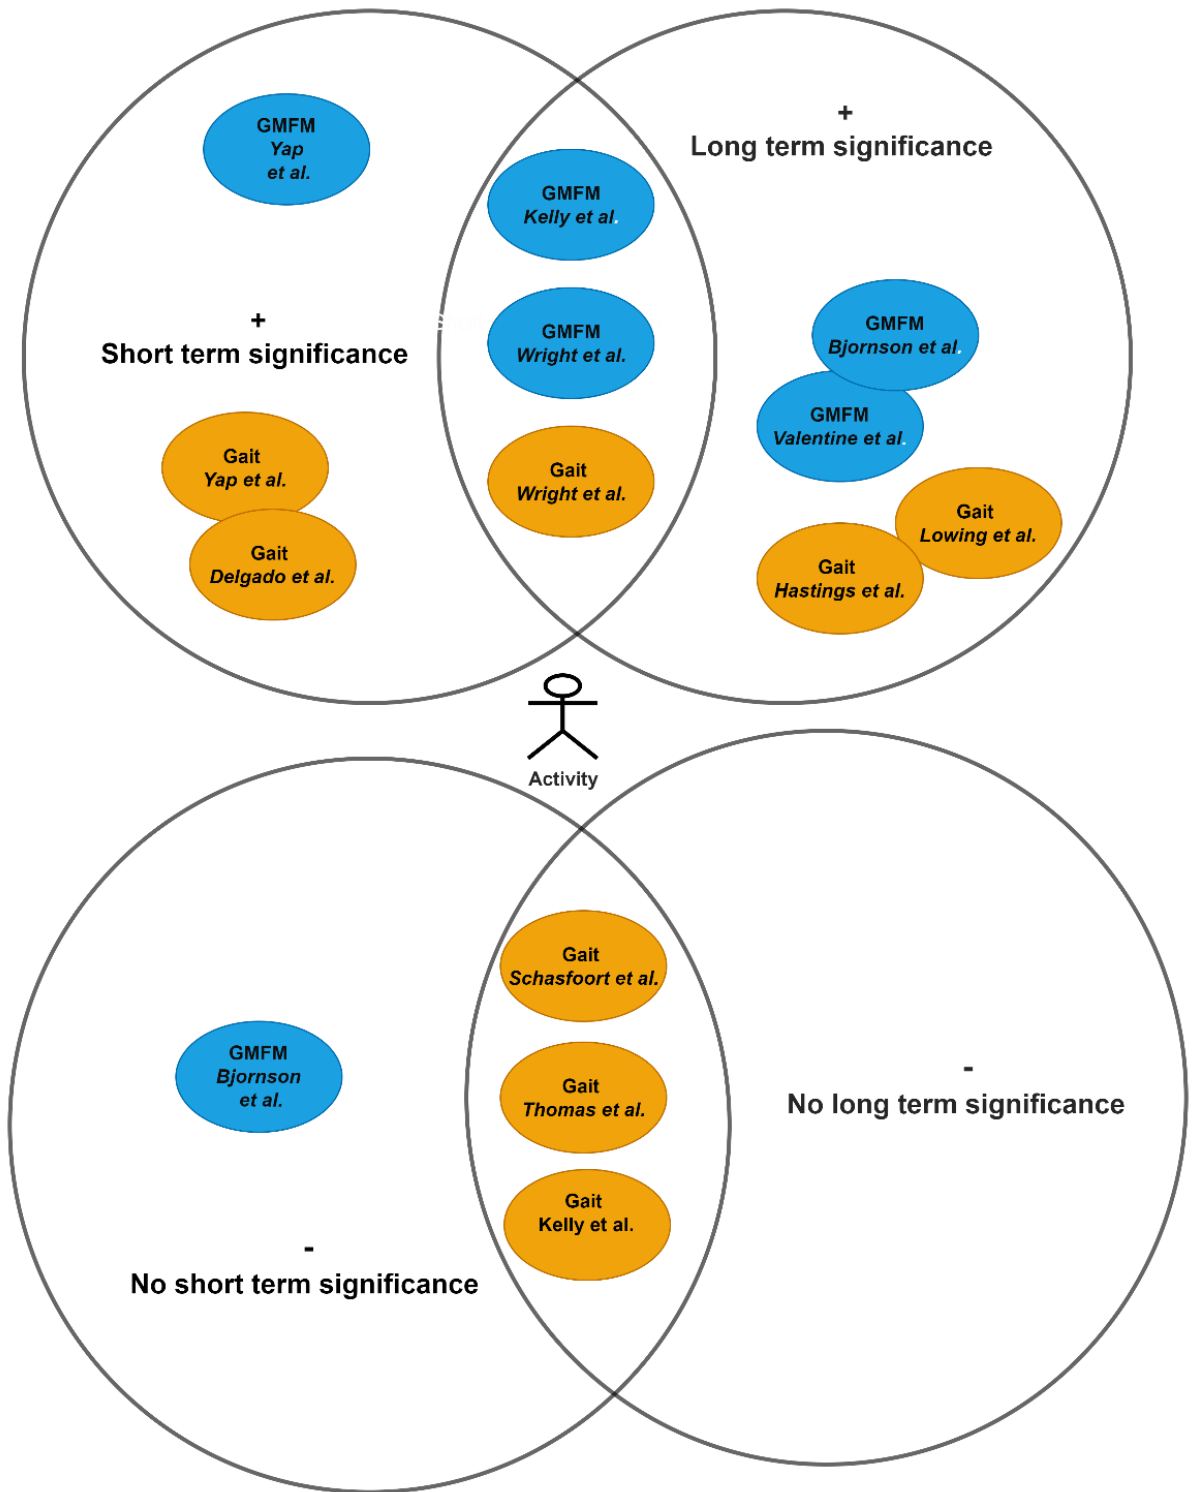 GMFM
Yap
et al.
+
Short term significance
Gait
Yap et al.
Gait
Delgado et al.
GMFM
Kelly et al.
GMFM
Wright et al.
Gait
Wright et al.
+
Long term significance
GMFM
Bjornson et al.
GMFM
Valentine et al.
Gait
Lowing et al.
Gait
Hastings et al.
Activity
GMFM
Bjornson
et al.
-
No short term significance
Gait
Schasfoort et al.
Gait
Thomas et al.
Gait
Kelly et al.
-
No long term significance